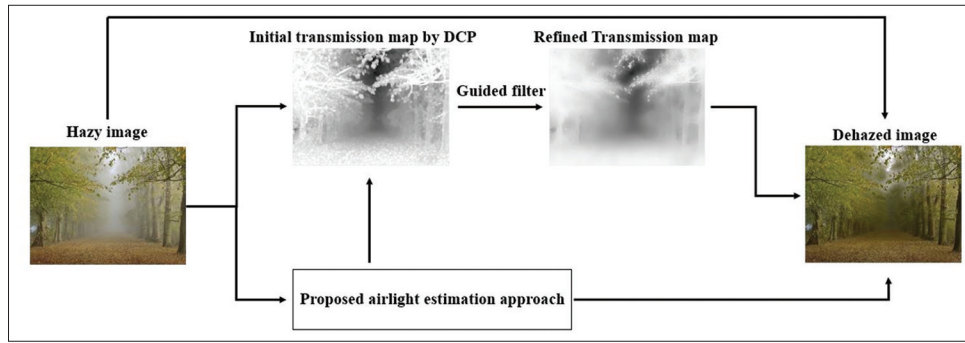 Initial transmission map by DCP
Refined Transmission map
Guided filter
Hazy image
Dehazed image
Proposed airlight estimation approach